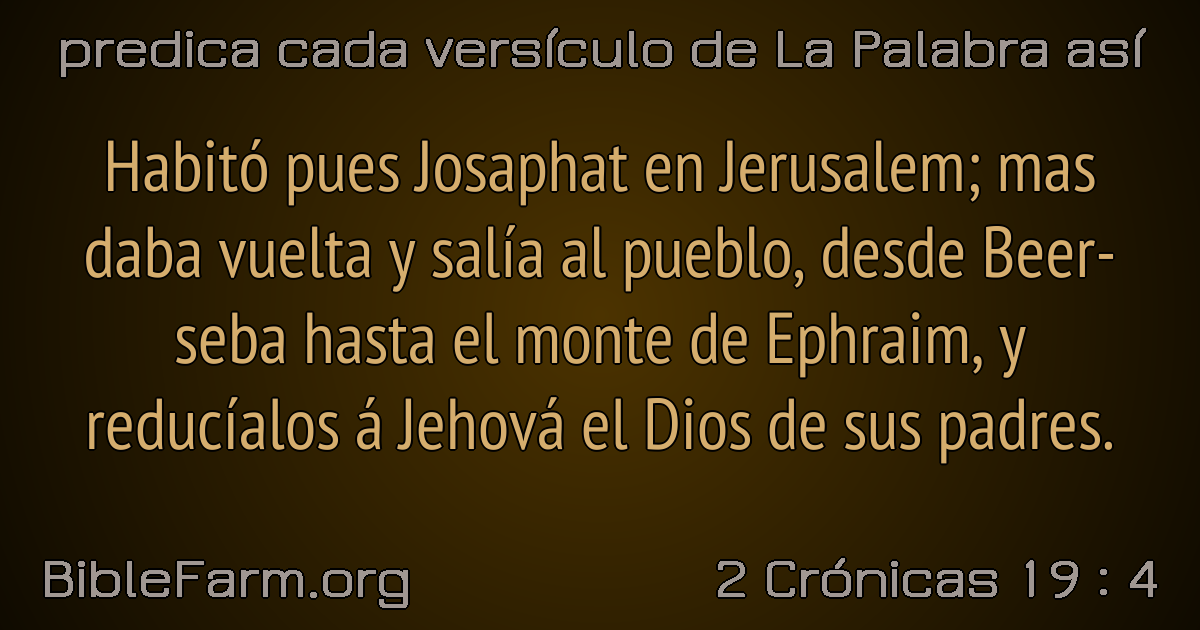 predica cada versículo de La Palabra así
Habitó pues Josaphat en Jerusalem; mas
daba vuelta y salía al pueblo, desde Beer-
seba hasta el monte de Ephraim, y
reducíalos á Jehová el Dios de sus padres.
BibleFarm.org
2 Crónicas 19 : 4